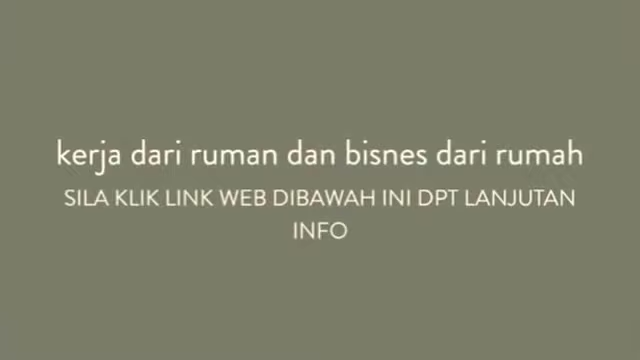 kerja dari ruman dan bisnes dari rumah
SILA KLIK LINK WEB DIBAWAH INI DPT LANJUTAN
INFO